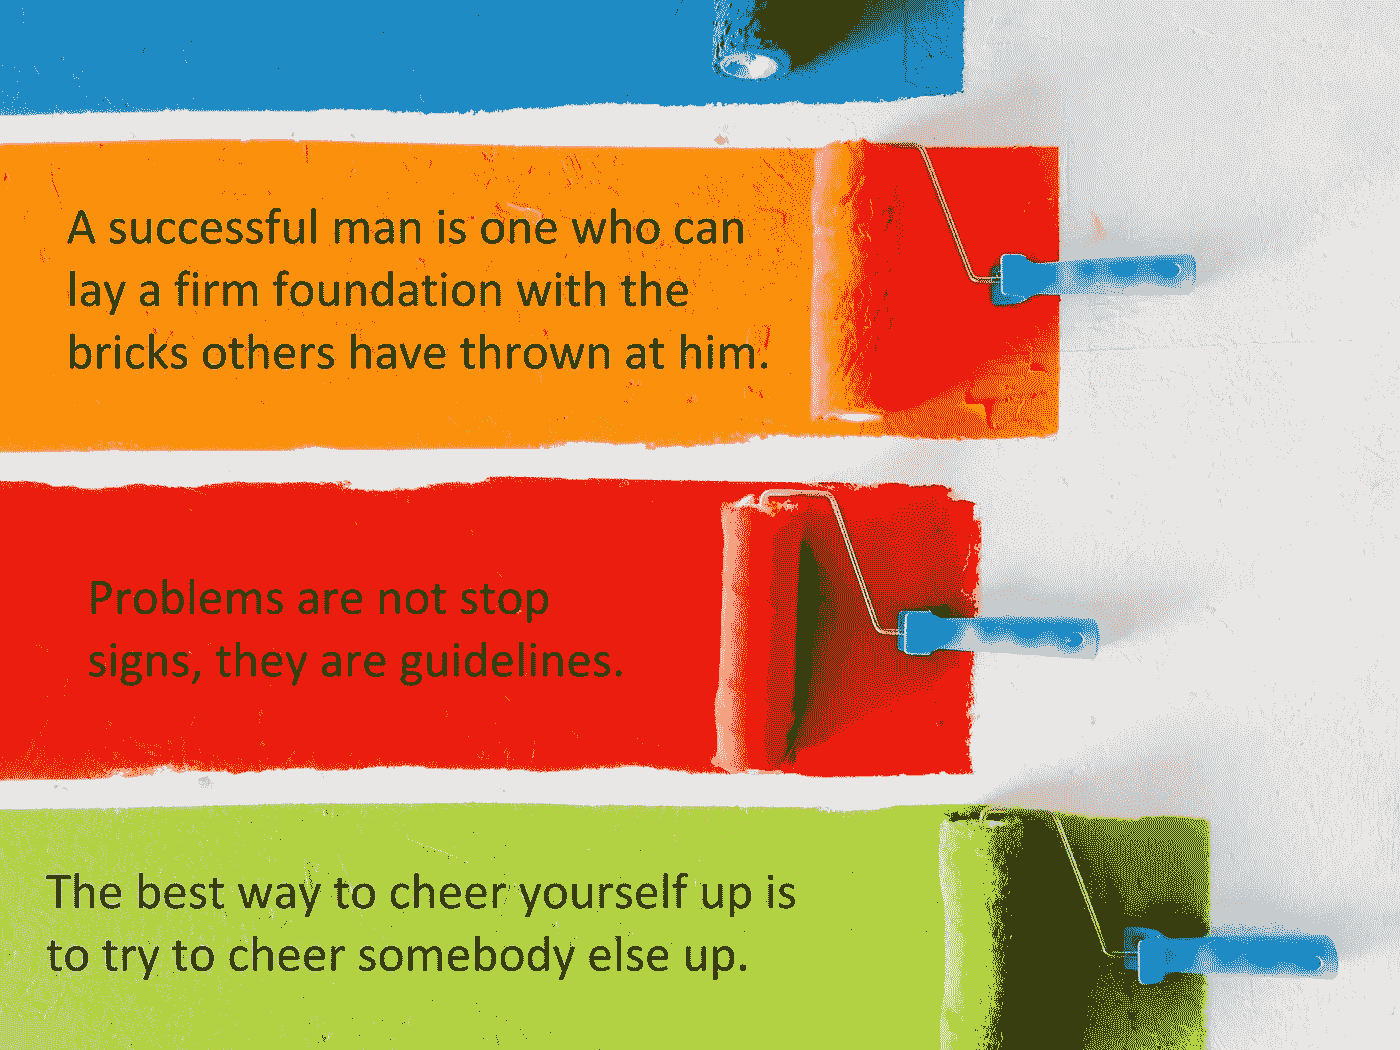 A successful man is one who can
lay a firm foundation with the
bricks others have thrown at him.
Problems are not stop
signs, they are guidelines.
The best way to cheer yourself up is
to try to cheer somebody else up.